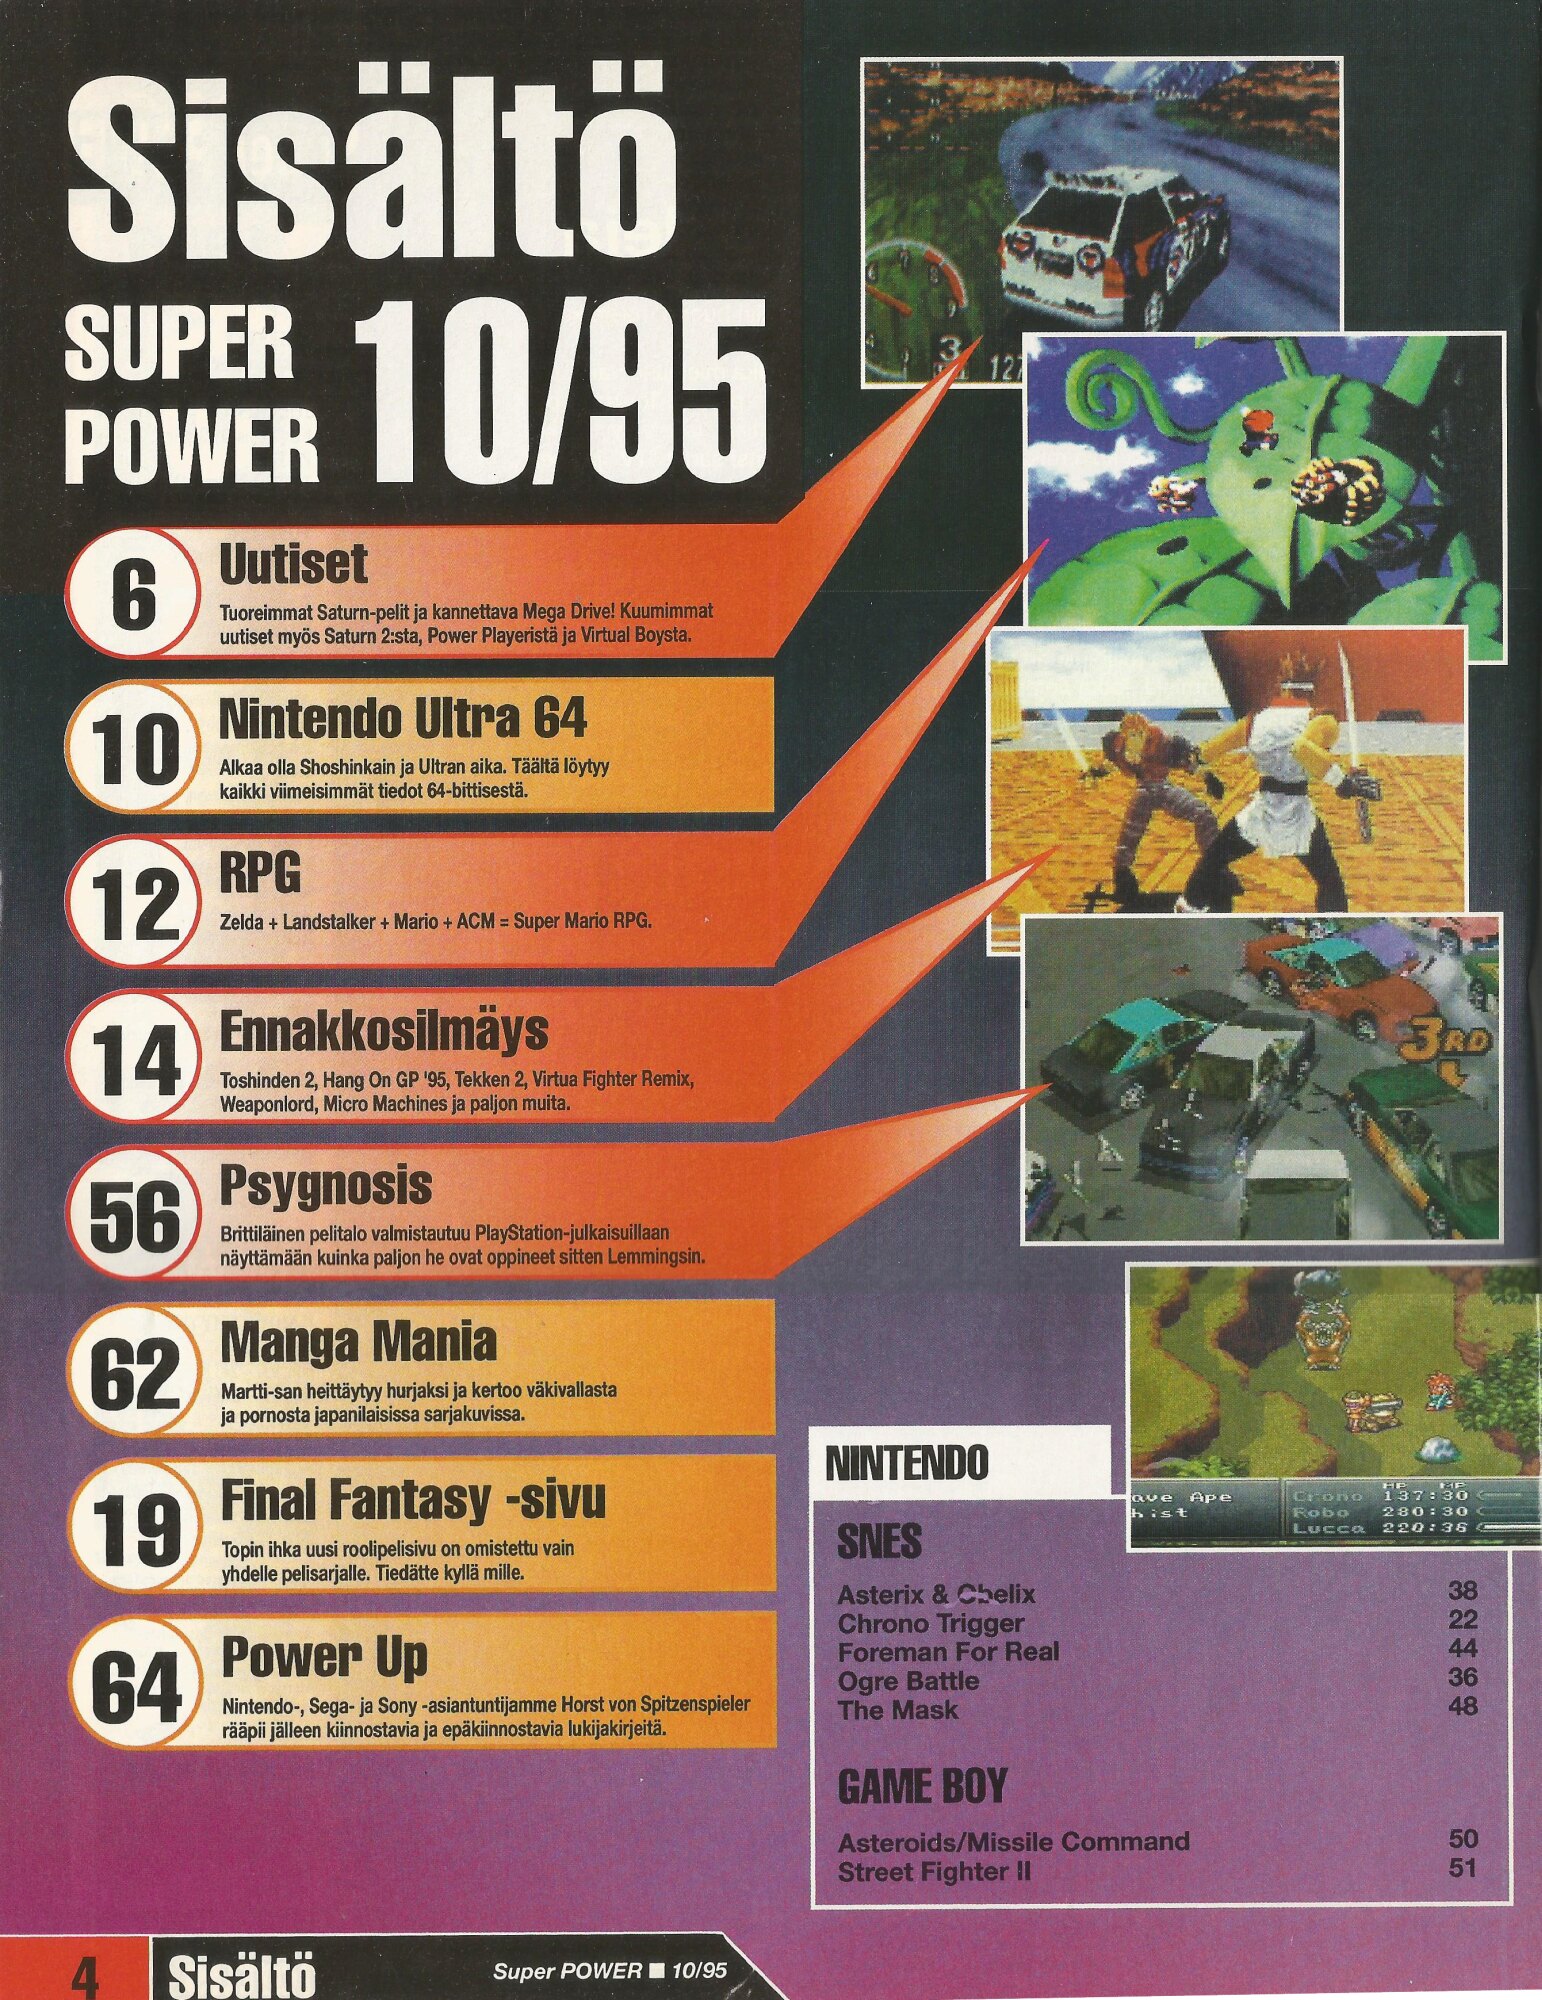 Sisältö
SUPER
POWER
10/95
6
Uutiset
Tuoreimmat Saturn-pelit ja kannettava Mega Drive! Kuumimmat
uutiset myös Saturn 2:sta, Power Playeristä ja Virtual Boysta.
10
Nintendo Ultra 64
Alkaa olla Shoshinkain ja Ultran aika. Täältä löytyy
kaikki viimeisimmät tiedot 64-bittisestä.
12
RPG
Zelda + Landstalker + Mario + ACM = Super Mario RPG.
14
Ennakkosilmäys
Toshinden 2, Hang On GP '95, Tekken 2, Virtua Fighter Remix,
Weaponlord, Micro Machines ja paljon muita.
56
Psygnosis
Brittiläinen pelitalo valmistautuu PlayStation-julkaisuillaan
näyttämään kuinka paljon he ovat oppineet sitten Lemmingsin.
62
Manga Mania
Martti-san heittäytyy hurjaksi ja kertoo väkivallasta
ja pornosta japanilaisissa sarjakuvissa.
19
Final Fantasy -sivu
Topin ihka uusi roolipelisivu on omistettu vain
yhdelle pelisarjalle. Tiedätte kyllä mille.
64
Power Up
Nintendo-, Sega- ja Sony -asiantuntijamme Horst von Spitzenspieler
rääpii jälleen kiinnostavia ja epäkiinnostavia lukijakirjeitä.
3
127
3RD
ave Ape
hist
HP MP
Crono 137:30
Robo 280:30
Lucca 220:36
NINTENDO
SNES
Asterix & Obelix 38
Chrono Trigger 22
Foreman For Real 44
Ogre Battle 36
The Mask 48
GAME BOY
Asteroids/Missile Command 50
Street Fighter II 51
4
Sisältö
Super POWER ■ 10/95